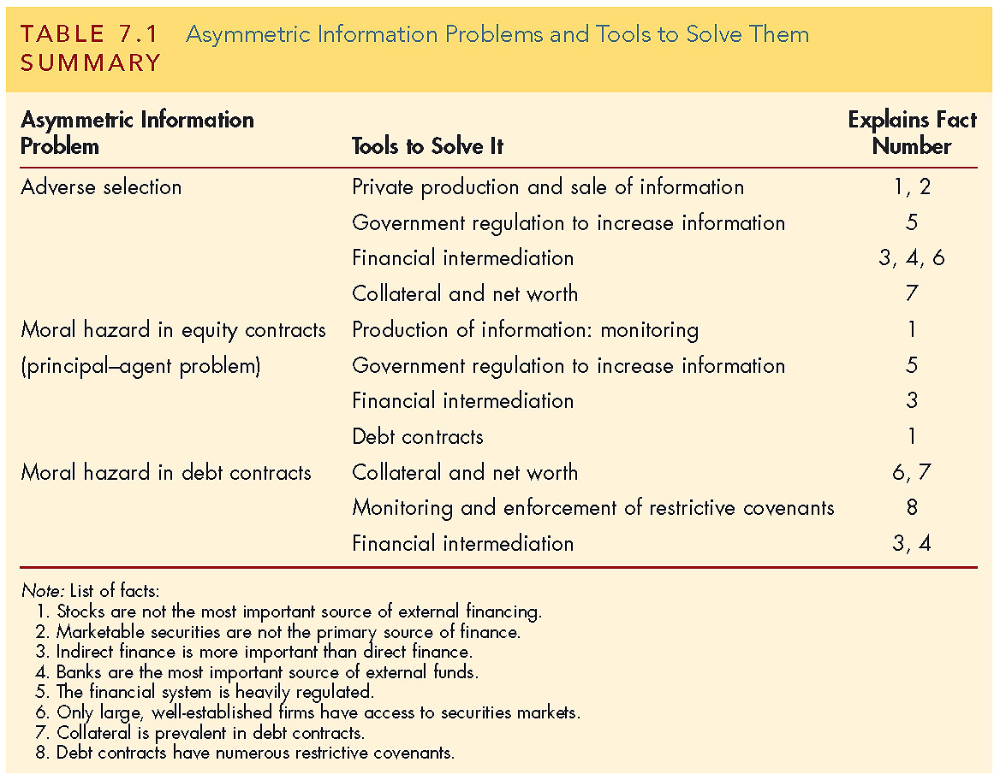 TABLE 7.1 Asymmetric Information Problems and Tools to Solve Them
SUMMARY
Asymmetric Information Problem Tools to Solve It Explains Fact Number
Adverse selection Private production and sale of information 1, 2
Government regulation to increase information 5
Financial intermediation 3, 4, 6
Collateral and net worth 7
Moral hazard in equity contracts Production of information: monitoring 1
(principal–agent problem) Government regulation to increase information 5
Financial intermediation 3
Debt contracts 1
Moral hazard in debt contracts Collateral and net worth 6, 7
Monitoring and enforcement of restrictive covenants 8
Financial intermediation 3, 4
Note: List of facts:
1. Stocks are not the most important source of external financing.
2. Marketable securities are not the primary source of finance.
3. Indirect finance is more important than direct finance.
4. Banks are the most important source of external funds.
5. The financial system is heavily regulated.
6. Only large, well-established firms have access to securities markets.
7. Collateral is prevalent in debt contracts.
8. Debt contracts have numerous restrictive covenants.